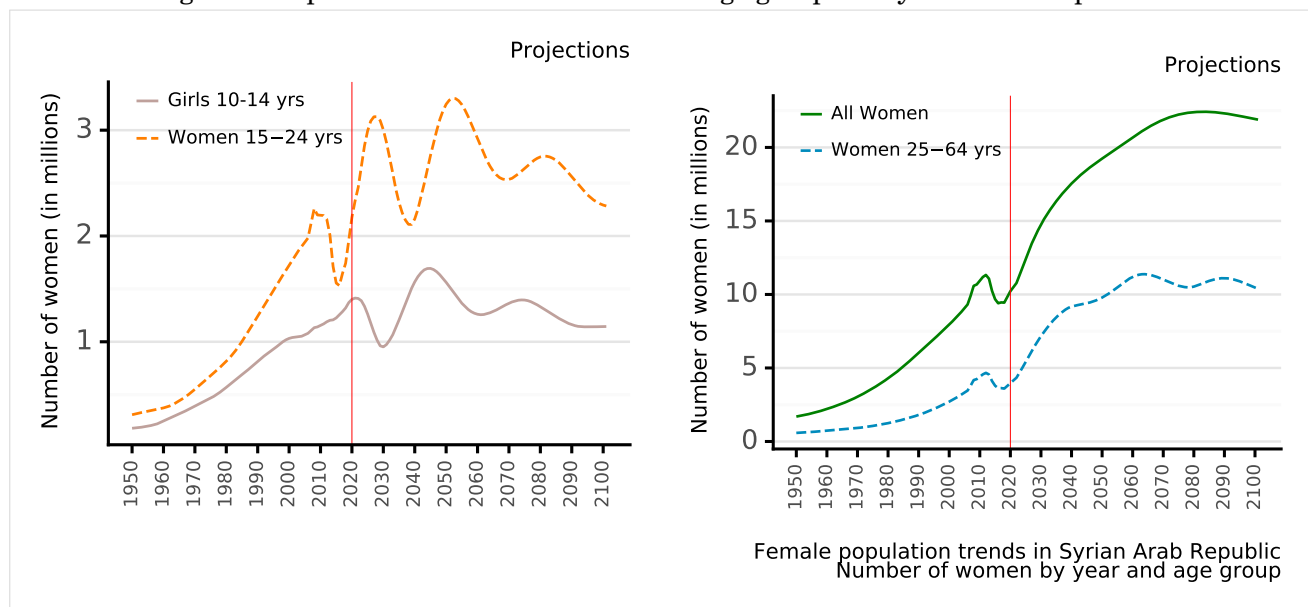 Projections
Girls 10-14 yrs
Women 15−24 yrs
Number of women (in millions)
3
2
1
1950 1960 1970 1980 1990 2000 2010 2020 2030 2040 2050 2060 2070 2080 2090 2100
Projections
All Women
Women 25−64 yrs
Number of women (in millions)
20
15
10
5
0
1950 1960 1970 1980 1990 2000 2010 2020 2030 2040 2050 2060 2070 2080 2090 2100
Female population trends in Syrian Arab Republic
Number of women by year and age group